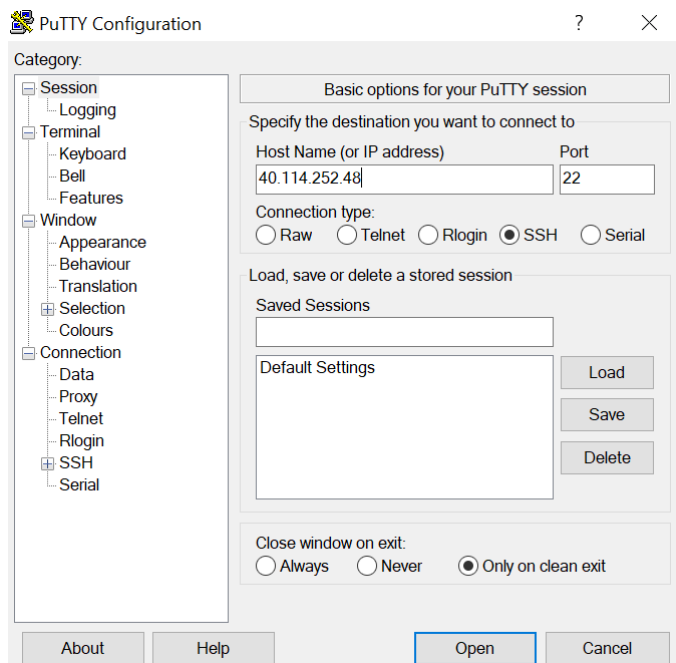 PuTTY Configuration
?
Category:
Session
Logging
Terminal
Keyboard
Bell
Features
Window
Appearance
Behaviour
Translation
Selection
Colours
Connection
Data
Proxy
Telnet
Rlogin
SSH
Serial
Basic options for your PuTTY session
Specify the destination you want to connect to
Host Name (or IP address) Port
40.114.252.48 22
Connection type:
Raw Telnet Rlogin SSH Serial
Load, save or delete a stored session
Saved Sessions
Default Settings
Load
Save
Delete
Close window on exit:
Always Never Only on clean exit
About Help Open Cancel